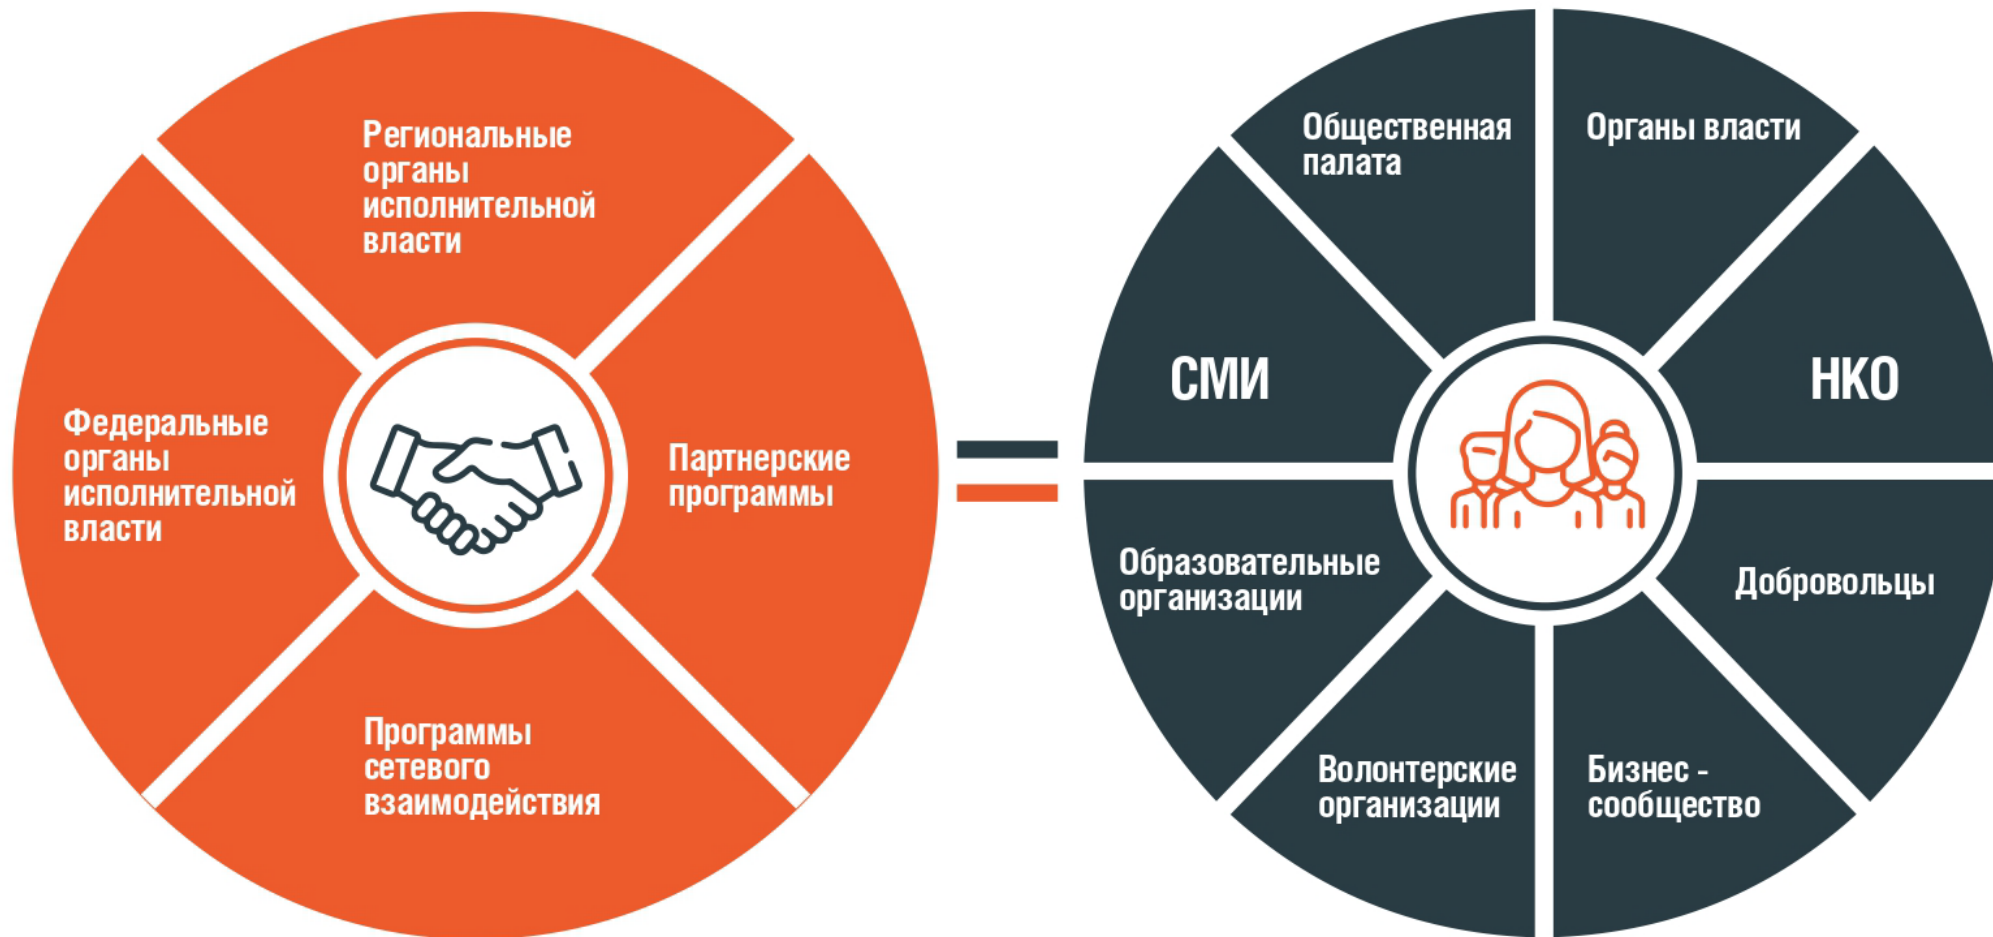 Региональные
органы
исполнительной
власти
Федеральные
органы
исполнительной
власти
Партнерские
программы
Программы
сетевого
взаимодействия
Общественная
палата
Органы власти
СМИ
НКО
Образовательные
организации
Добровольцы
Волонтерские
организации
Бизнес -
сообщество